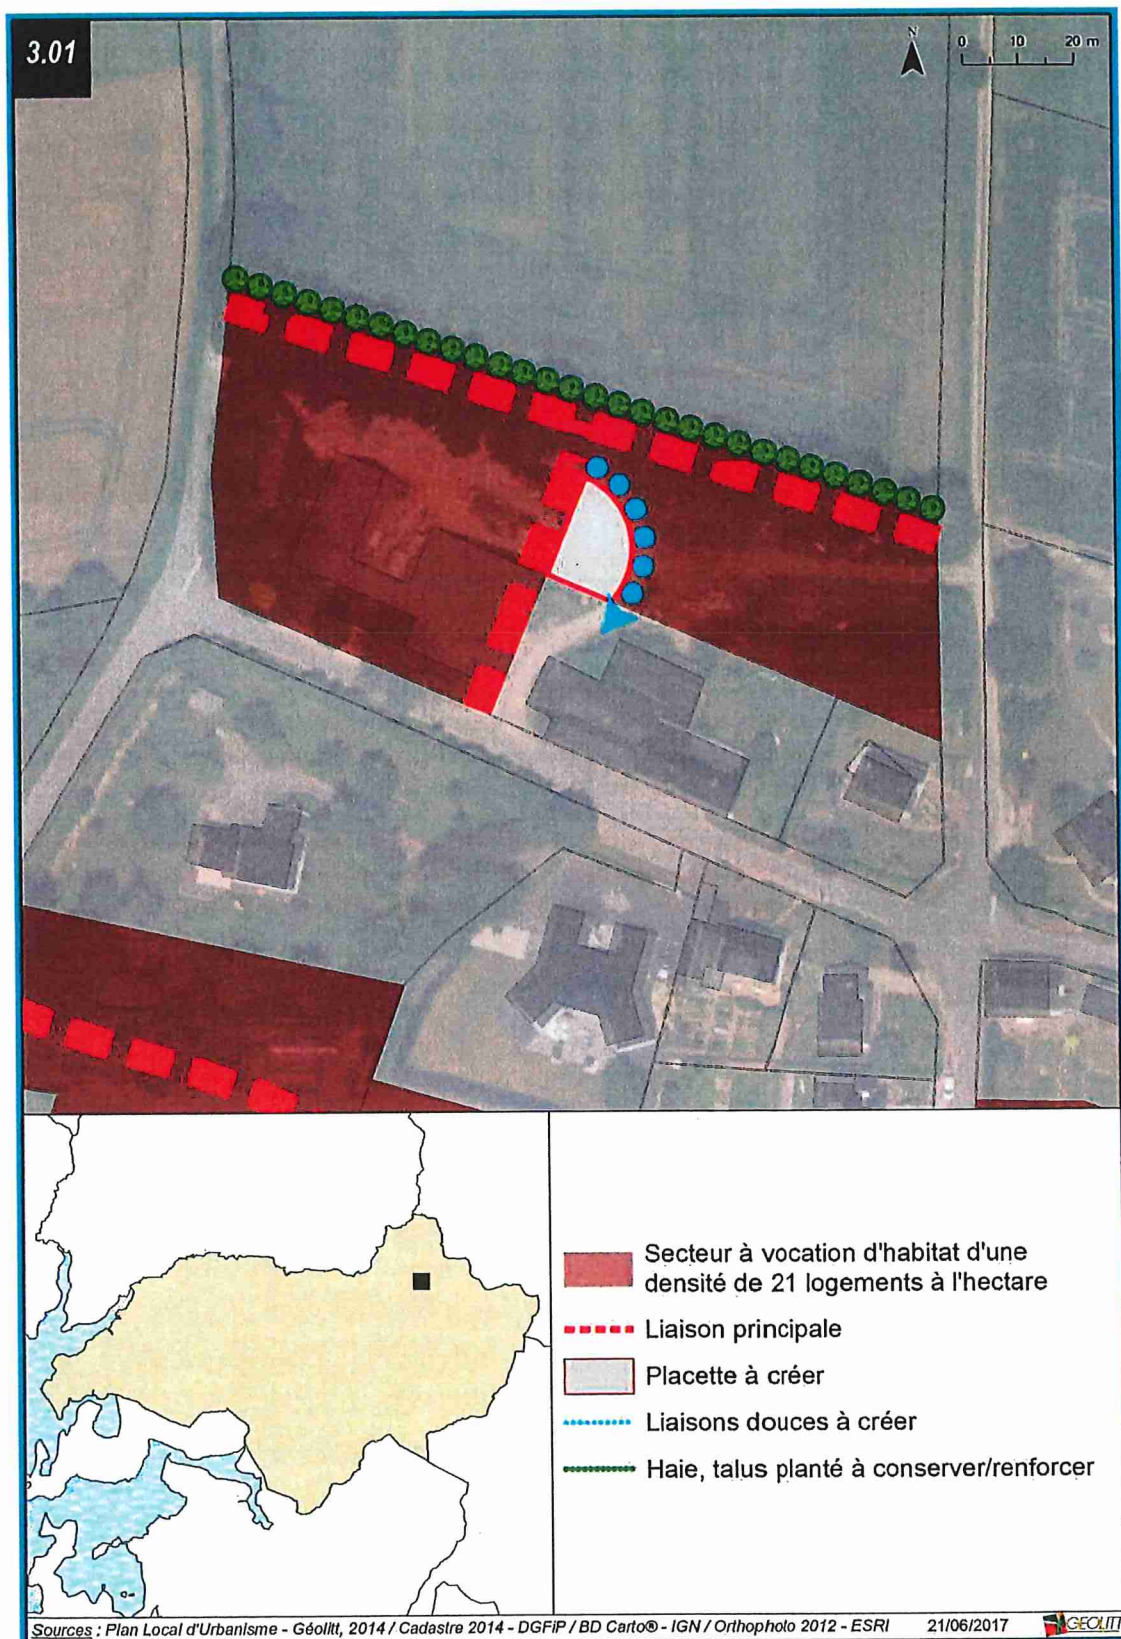 3.01
N
0 10 20 m
Secteur à vocation d'habitat d'une
densité de 21 logements à l'hectare
Liaison principale
Placette à créer
Liaisons douces à créer
Haie, talus planté à conserver/renforcer
Sources : Plan Local d'Urbanisme - Géolitt, 2014 / Cadastre 2014 - DGFiP / BD Carto® - IGN / Orthopholo 2012 - ESRI 21/06/2017 GEOLITT